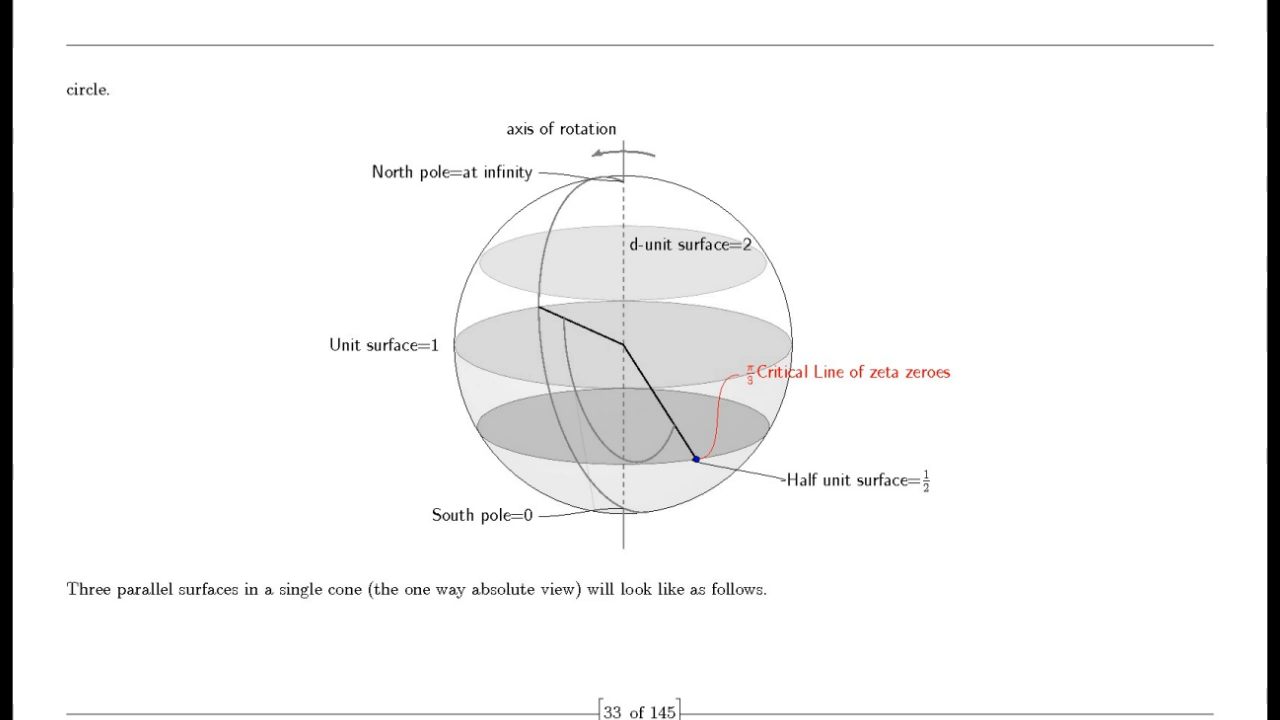 circle.
axis of rotation
North pole=at infinity
d-unit surface=2
Unit surface=1
π/3 Critical Line of zeta zeroes
Half unit surface=1/2
South pole=0
Three parallel surfaces in a single cone (the one way absolute view) will look like as follows.
33 of 145